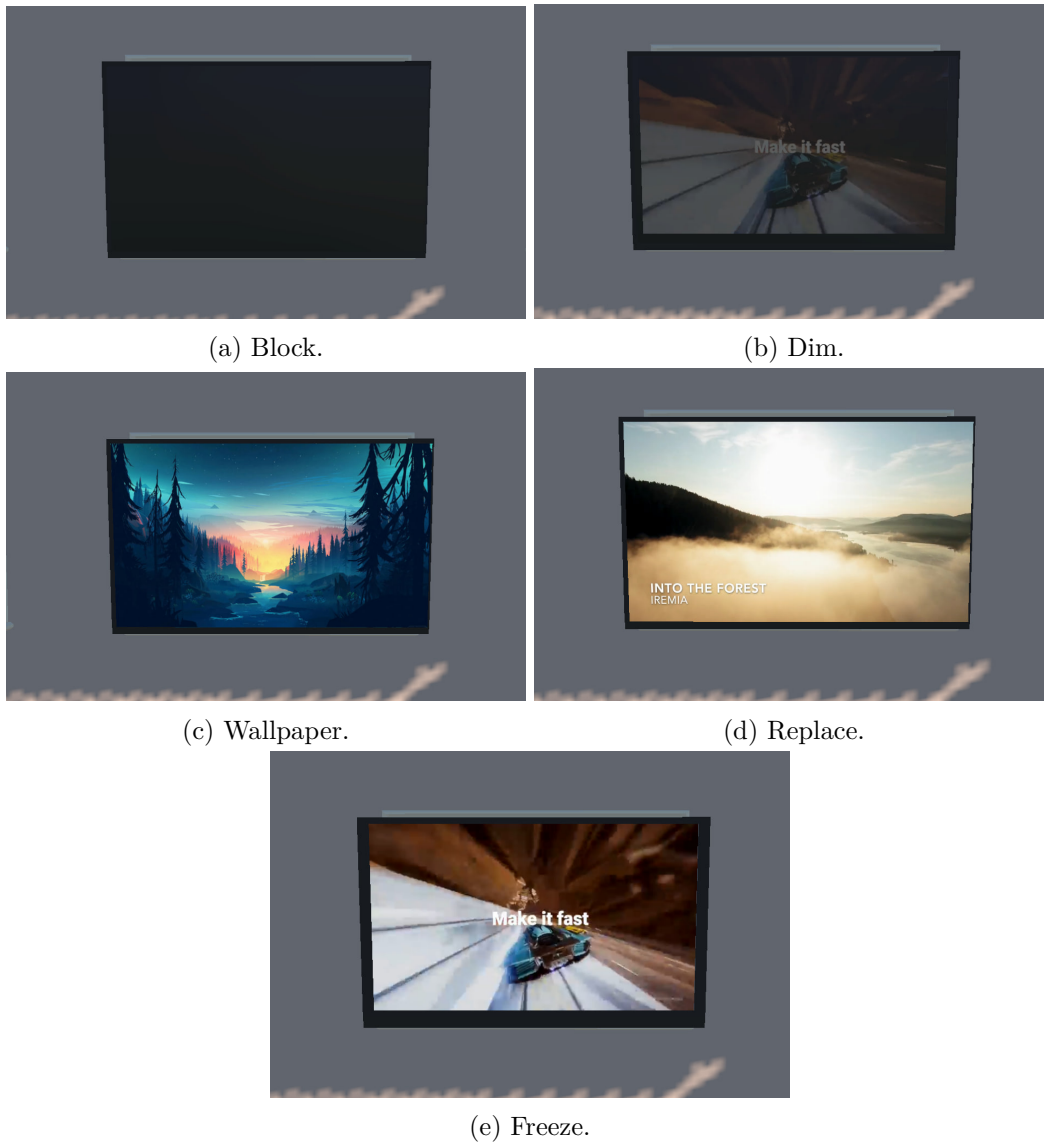 (a) Block.
Make it fast
(b) Dim.
(c) Wallpaper.
INTO THE FOREST
IREMIA
(d) Replace.
Make it fast
(e) Freeze.